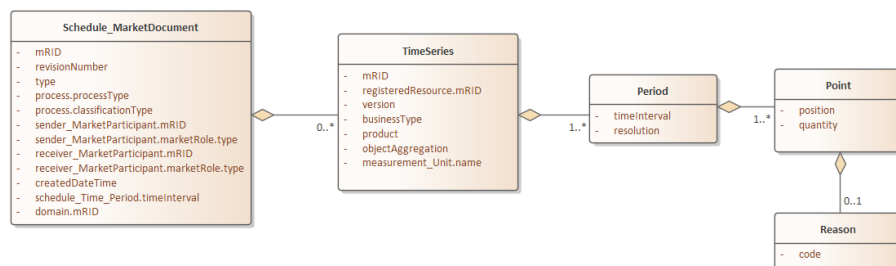 Schedule_MarketDocument
- mRID
- revisionNumber
- type
- process.processType
- process.classificationType
- sender_MarketParticipant.mRID
- sender_MarketParticipant.marketRole.type
- receiver_MarketParticipant.mRID
- receiver_MarketParticipant.marketRole.type
- createdDateTime
- schedule_Time_Period.timeInterval
- domain.mRID
0..*
TimeSeries
- mRID
- registeredResource.mRID
- version
- businessType
- product
- objectAggregation
- measurement_Unit.name
1..*
Period
- timeInterval
- resolution
1..*
Point
- position
- quantity
0..1
Reason
- code